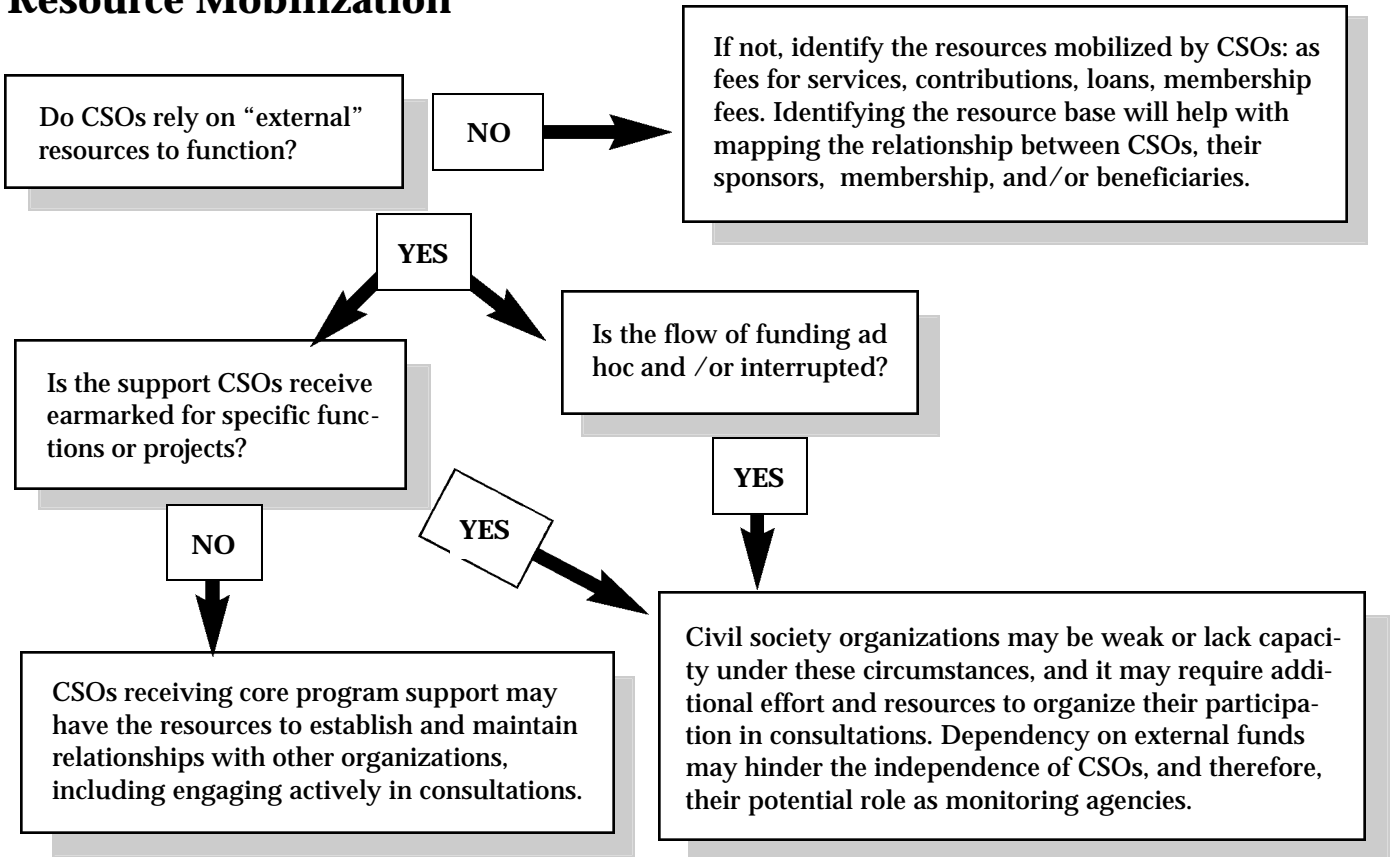 Resource Mobilization
Do CSOs rely on “external”
resources to function?
NO
If not, identify the resources mobilized by CSOs: as
fees for services, contributions, loans, membership
fees. Identifying the resource base will help with
mapping the relationship between CSOs, their
sponsors, membership, and/or beneficiaries.
YES
Is the support CSOs receive
earmarked for specific func-
tions or projects?
Is the flow of funding ad
hoc and /or interrupted?
NO
YES
YES
CSOs receiving core program support may
have the resources to establish and maintain
relationships with other organizations,
including engaging actively in consultations.
Civil society organizations may be weak or lack capaci-
ty under these circumstances, and it may require addi-
tional effort and resources to organize their participa-
tion in consultations. Dependency on external funds
may hinder the independence of CSOs, and therefore,
their potential role as monitoring agencies.